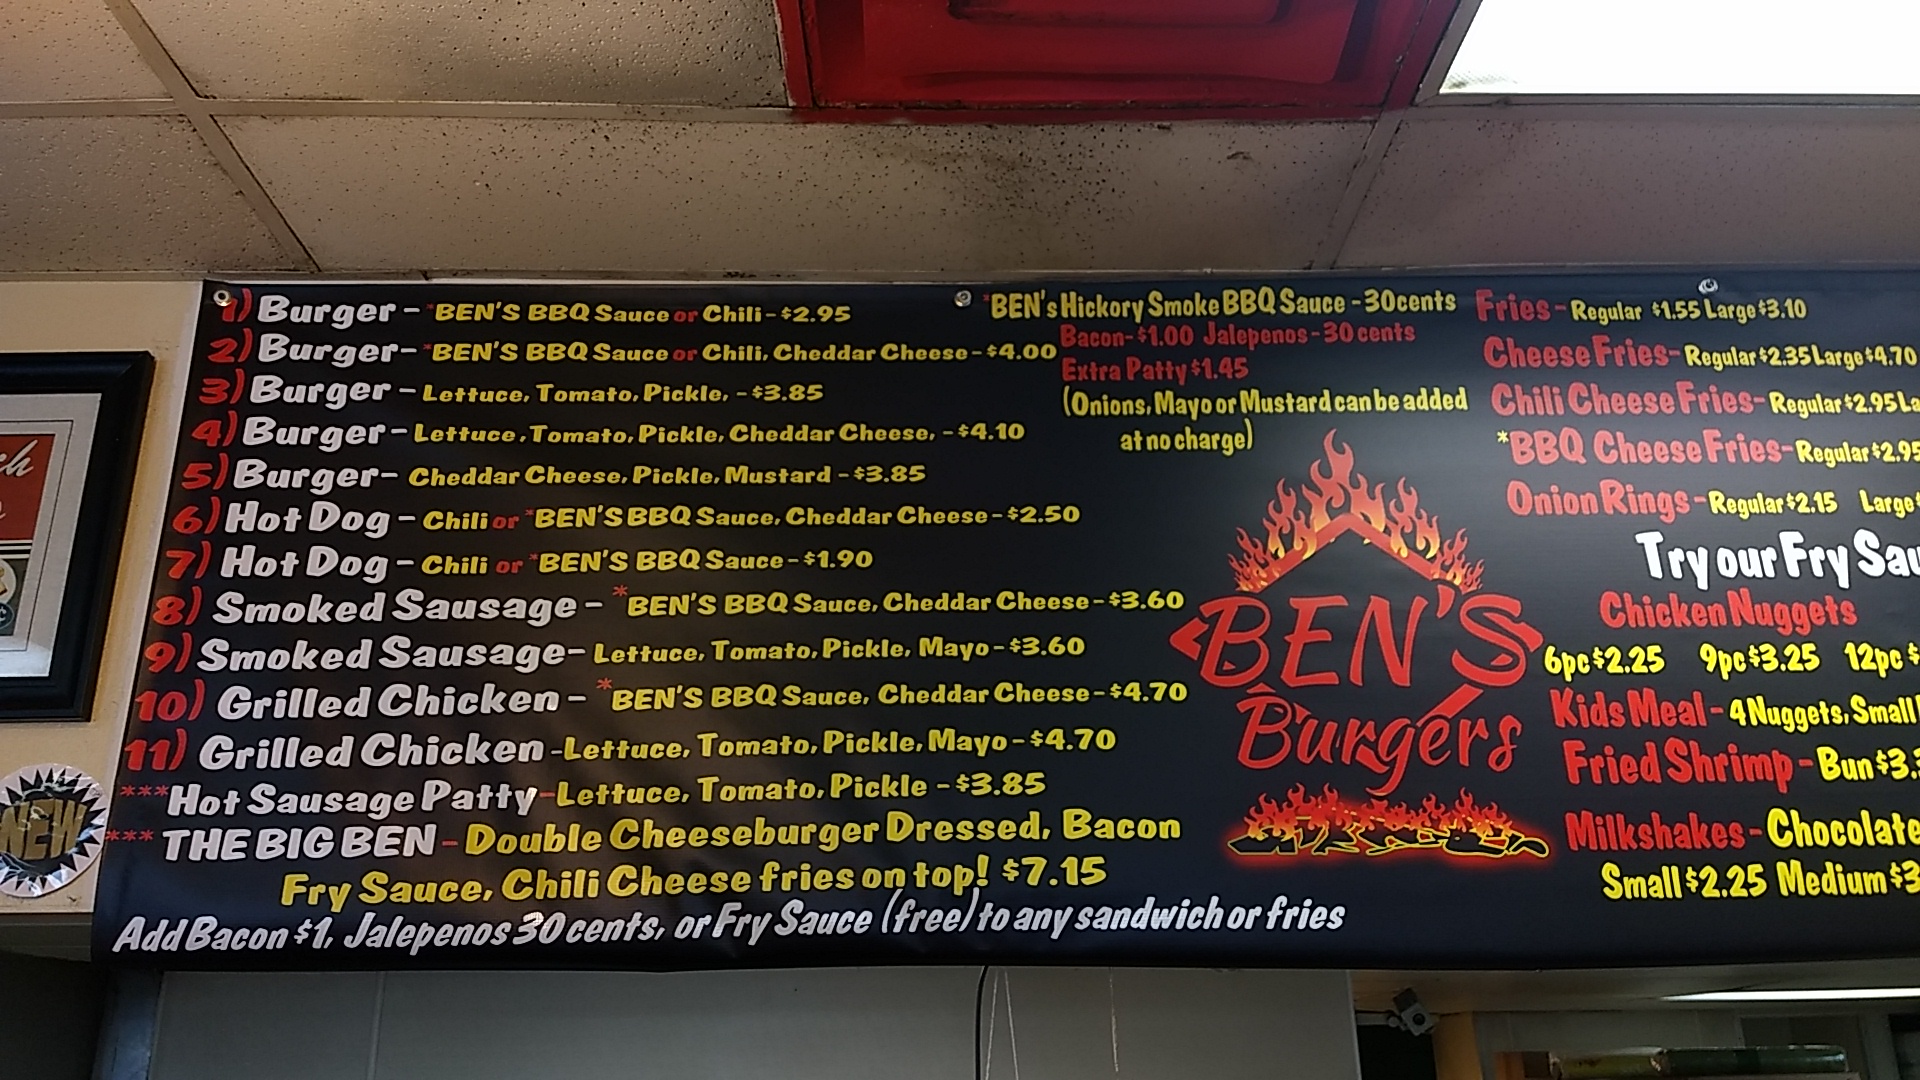 1) Burger - *BEN'S BBQ Sauce or Chili - $2.95
2) Burger- *BEN'S BBQ Sauce or Chili, Cheddar Cheese - $4.00
3) Burger - Lettuce, Tomato, Pickle, - $3.85
4) Burger - Lettuce, Tomato, Pickle, Cheddar Cheese, - $4.10
5) Burger- Cheddar Cheese, Pickle, Mustard - $3.85
6) Hot Dog - Chili or *BEN'S BBQ Sauce, Cheddar Cheese - $2.50
7) Hot Dog - Chili or *BEN'S BBQ Sauce - $1.90
8) Smoked Sausage - *BEN'S BBQ Sauce, Cheddar Cheese - $3.60
9) Smoked Sausage- Lettuce, Tomato, Pickle, Mayo - $3.60
10) Grilled Chicken - *BEN'S BBQ Sauce, Cheddar Cheese - $4.70
11) Grilled Chicken -Lettuce, Tomato, Pickle, Mayo - $4.70
***Hot Sausage Patty-Lettuce, Tomato, Pickle - $3.85
*** THE BIG BEN - Double Cheeseburger Dressed, Bacon
Fry Sauce, Chili Cheese fries on top! $7.15
Add Bacon $1, Jalepenos 30 cents, or Fry Sauce (free) to any sandwich or fries
*BEN's Hickory Smoke BBQ Sauce - 30cents
Bacon- $1.00 Jalepenos - 30 cents
Extra Patty $1.45
(Onions, Mayo or Mustard can be added
at no charge)
BEN'S
Burgers
Fries - Regular $1.55 Large $3.10
Cheese Fries- Regular $2.35 Large $4.70
Chili Cheese Fries- Regular $2.95 La
*BBQ Cheese Fries- Regular $2.95
Onion Rings - Regular $2.15 Large
Try our Fry Sau
Chicken Nuggets
6pc $2.25 9pc $3.25 12pc $
Kids Meal - 4 Nuggets, Small
Fried Shrimp - Bun $3.
Milkshakes - Chocolate
Small $2.25 Medium $3
NEW